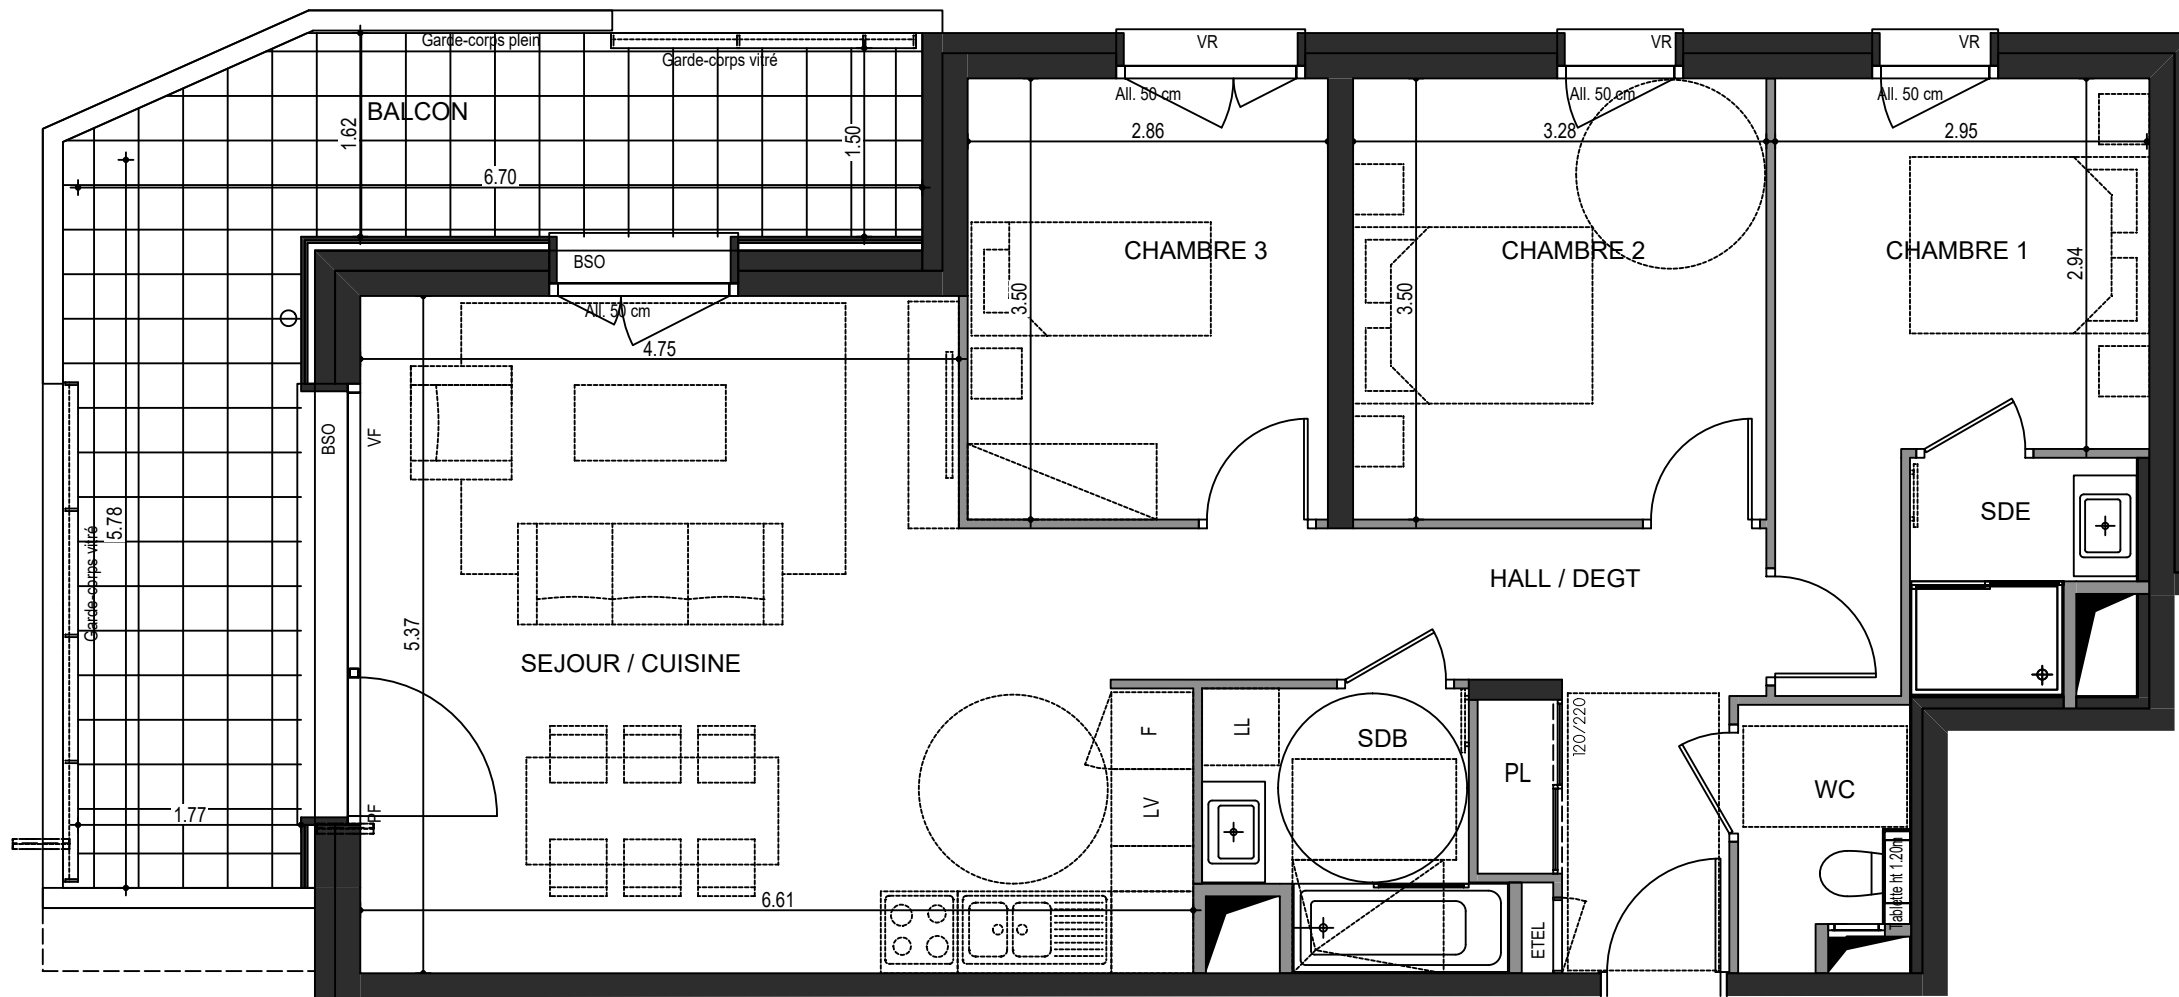 Garde-corps plein
Garde-corps vitré
VR
VR
VR
BALCON
All. 50 cm
All. 50 cm
All. 50 cm
1.62
1.50
2.86
3.28
2.95
6.70
CHAMBRE 3
CHAMBRE 2
CHAMBRE 1
BSO
All. 50 cm
3.50
3.50
2.94
4.75
BSO
VF
SDE
5.78
Garde-corps vitré
HALL / DEGT
5.37
SEJOUR / CUISINE
F
LL
SDB
120/220
PL
WC
1.77
PF
LV
6.61
ETEL
Tablette ht 1.20m